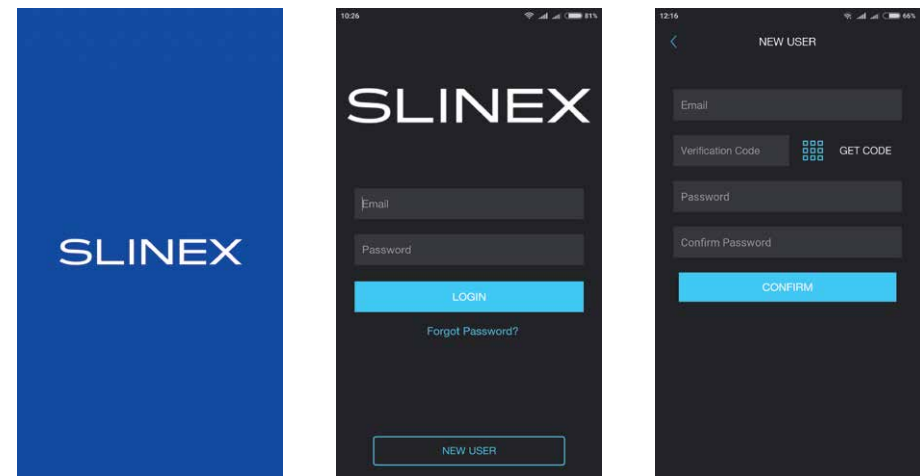 SLINEX
10:26
81%
SLINEX
Email
Password
LOGIN
Forgot Password?
NEW USER
12:16
66%
NEW USER
Email
Verification Code
GET CODE
Password
Confirm Password
CONFIRM